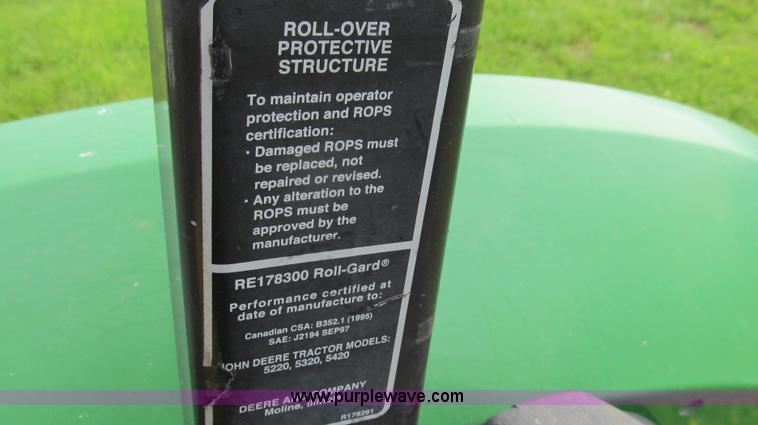 ROLL-OVER
PROTECTIVE
STRUCTURE
To maintain operator
protection and ROPS
certification:
· Damaged ROPS must
be replaced, not
repaired or revised.
· Any alteration to the
ROPS must be
approved by the
manufacturer.
RE178300 Roll-Gard®
Performance certified at
date of manufacture to:
Canadian CSA: B352.1 (1995)
SAE: J2194 SEP97
JOHN DEERE TRACTOR MODELS:
5220, 5320, 5420
DEERE AND COMPANY
Moline,
www.purplewave.com
R178291